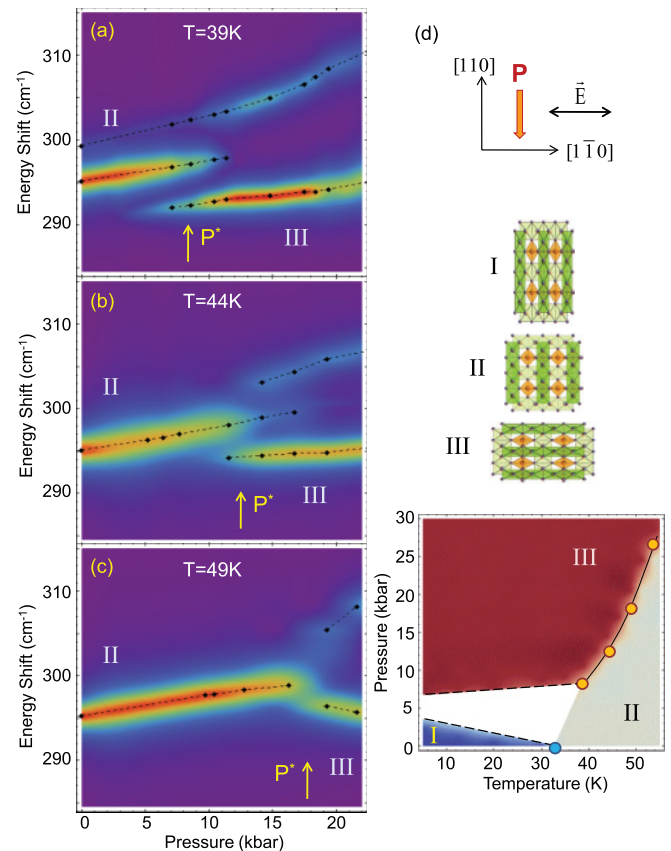 (a)
T=39K
310
300
290
Energy Shift (cm⁻¹)
II
III
P*
(b)
T=44K
310
300
290
Energy Shift (cm⁻¹)
II
III
P*
(c)
T=49K
310
300
290
Energy Shift (cm⁻¹)
II
III
P*
0 5 10 15 20
Pressure (kbar)
(d)
[110]
P
E⃗
[11̄0]
I
II
III
30
25
20
15
10
5
0
Pressure (kbar)
III
II
I
10 20 30 40 50
Temperature (K)